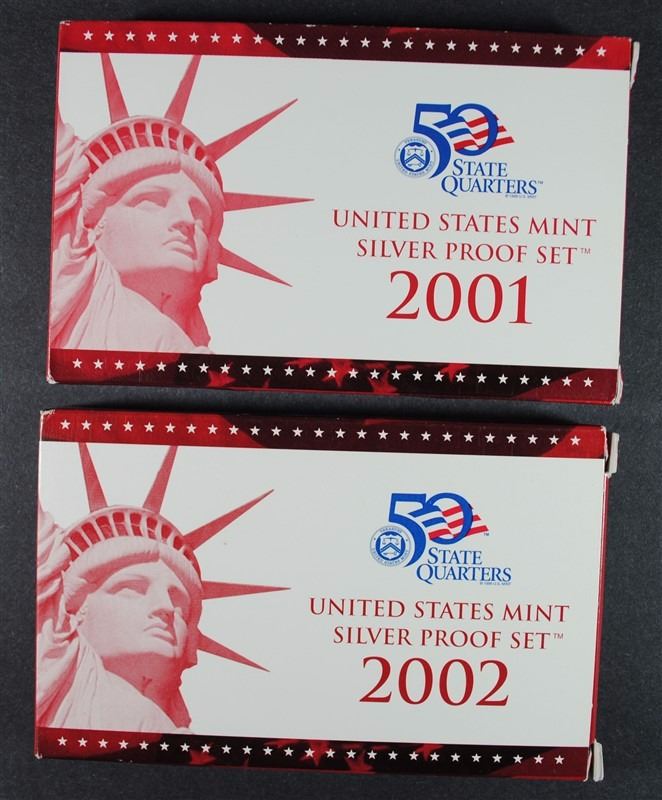 50
STATE
QUARTERS™
UNITED STATES MINT
SILVER PROOF SET™
2001
50
STATE
QUARTERS
UNITED STATES MINT
SILVER PROOF SET™
2002